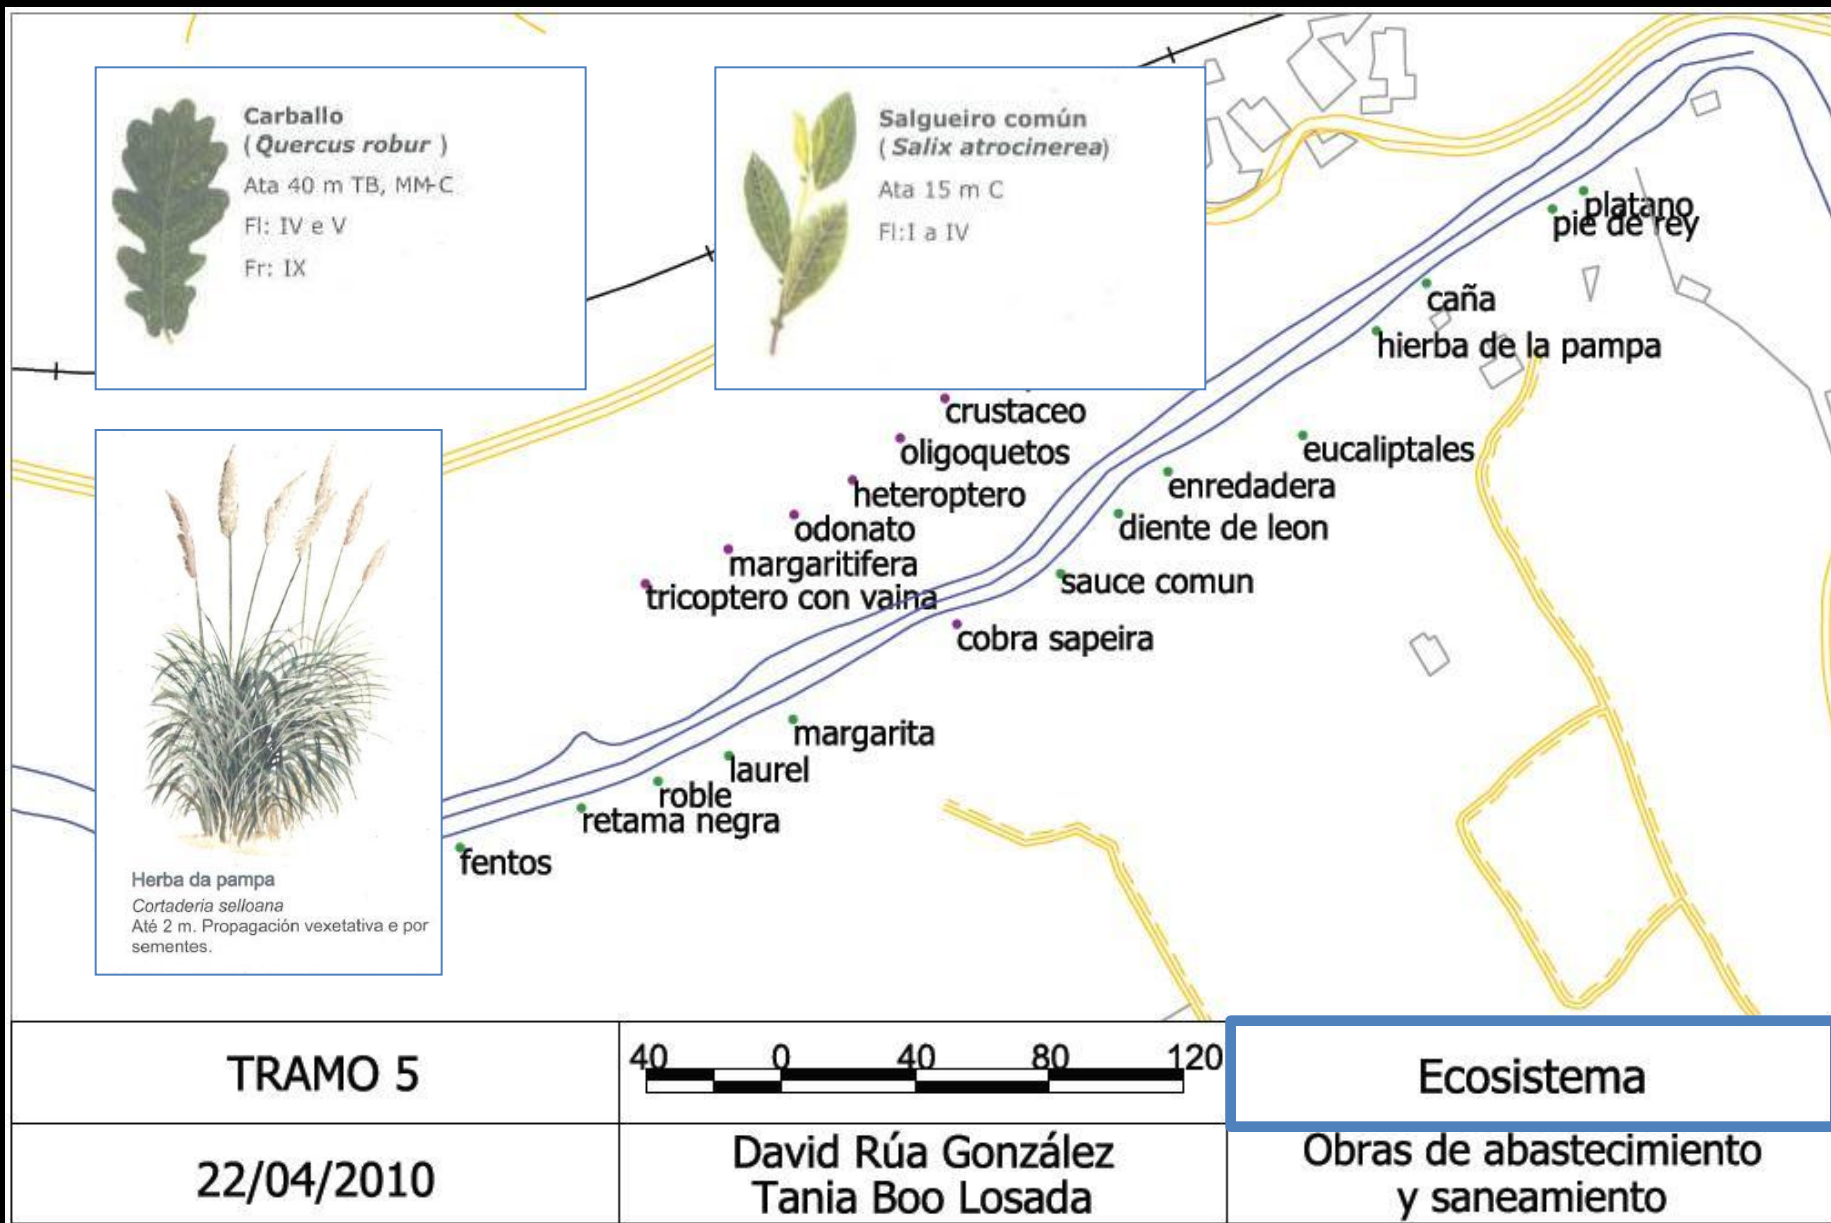 Carballo
(Quercus robur )
Ata 40 m TB, MM-C
Fl: IV e V
Fr: IX
Salgueiro común
( Salix atrocinerea)
Ata 15 m C
Fl:I a IV
platano
pie de rey
caña
hierba de la pampa
crustaceo
oligoquetos
heteroptero
odonato
margaritifera
tricoptero con vaina
eucaliptales
enredadera
diente de leon
sauce comun
cobra sapeira
margarita
laurel
roble
retama negra
fentos
Herba da pampa
Cortaderia selloana
Até 2 m. Propagación vexetativa e por
sementes.
TRAMO 5
40 0 40 80 120
Ecosistema
22/04/2010
David Rúa González
Tania Boo Losada
Obras de abastecimiento
y saneamiento